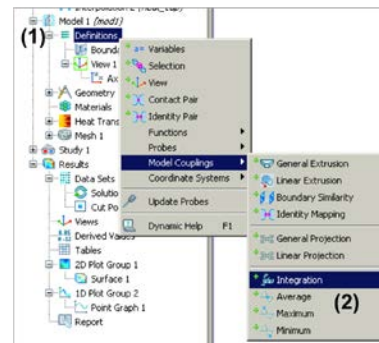 Model 1 (mod1)
(1)
Definitions
View 1
Geometry
Materials
Heat Trans
Mesh 1
Study 1
Results
Data Sets
Solutio
Cut Po
Views
Derived Values
Tables
2D Plot Group 1
Surface 1
1D Plot Group 2
Point Graph 1
Report
a= Variables
Selection
View
Contact Pair
Identity Pair
Functions
Probes
Model Couplings
Coordinate Systems
Update Probes
Dynamic Help F1
General Extrusion
Linear Extrusion
Boundary Similarity
Identity Mapping
General Projection
Linear Projection
Integration
Average
(2)
Maximum
Minimum